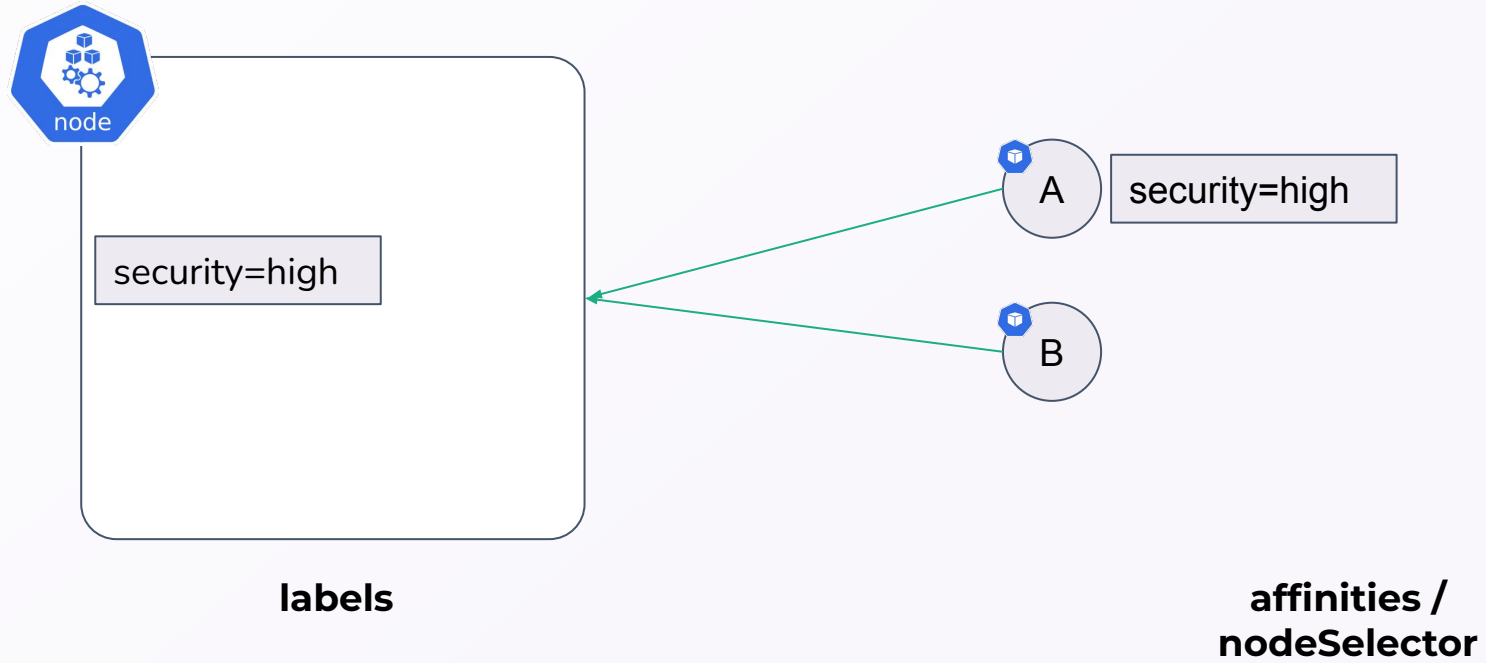 node
A
security=high
security=high
B
labels
affinities /
nodeSelector